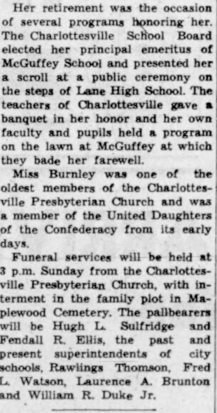 Her retirement was the occasion
of several programs honoring her.
The Charlottesville School Board
elected her principal emeritus of
McGuffey School and presented her
a scroll at a public ceremony on
the steps of Lane High School. The
teachers of Charlottesville gave a
banquet in her honor and her own
faculty and pupils held a program
on the lawn at McGuffey at which
they bade her farewell.
Miss Burnley was one of the
oldest members of the Charlottes-
ville Presbyterian Church and was
a member of the United Daughters
of the Confederacy from its early
days.
Funeral services will be held at
3 p.m. Sunday from the Charlottes-
ville Presbyterian Church, with in-
terment in the family plot in Ma-
plewood Cemetery. The pallbearers
will be Hugh L. Sulfridge and
Fendall R. Ellis, the past and
present superintendents of city
schools, Rawlings Thomson, Fred
L. Watson, Laurence A. Brunton
and William R. Duke Jr.